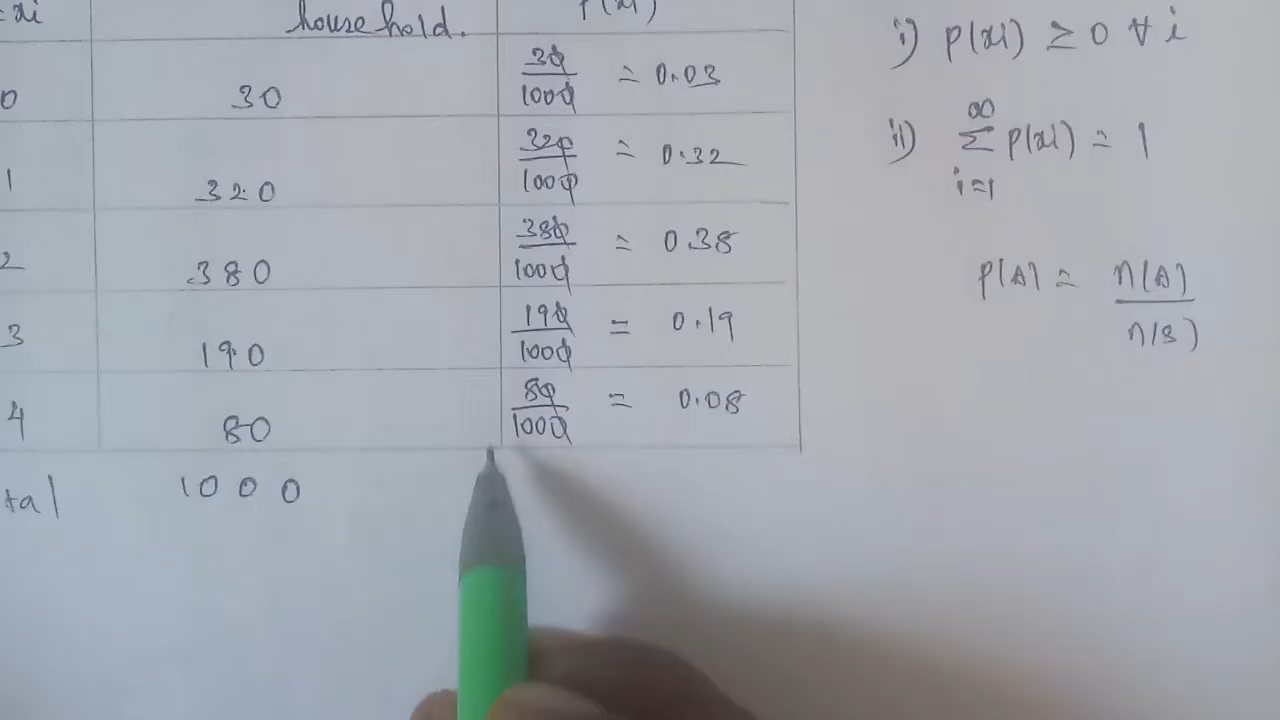 =xi household. p(xi)
0 30 30/1000 = 0.03
1 320 320/1000 = 0.32
2 380 380/1000 = 0.38
3 190 190/1000 = 0.19
4 80 80/1000 = 0.08
tal 1000
i) p(xi) ≥ 0 ∀ i
ii) ∞
Σ p(xi) = 1
i=1
p(A) = n(A)
n(s)